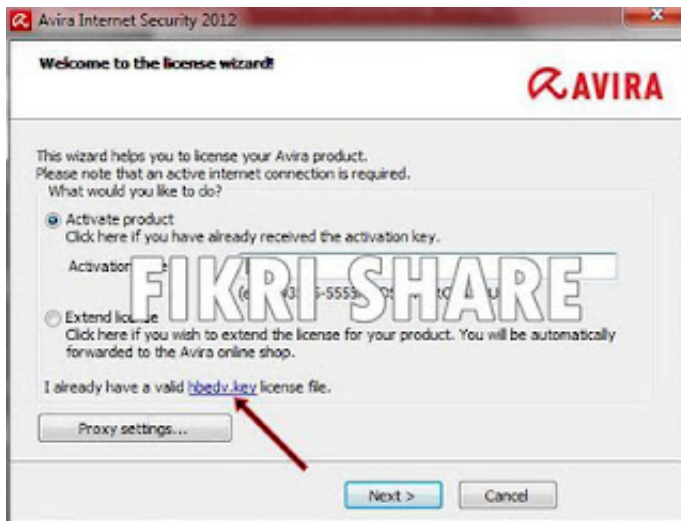 Avira Internet Security 2012
Welcome to the license wizard!
AVIRA
This wizard helps you to license your Avira product.
Please note that an active internet connection is required.
What would you like to do?
Activate product
Click here if you have already received the activation key.
Activation
FIKRI SHARE
Extend license
Click here if you wish to extend the license for your product. You will be automatically
forwarded to the Avira online shop.
I already have a valid hbedv.key license file.
Proxy settings...
Next > Cancel